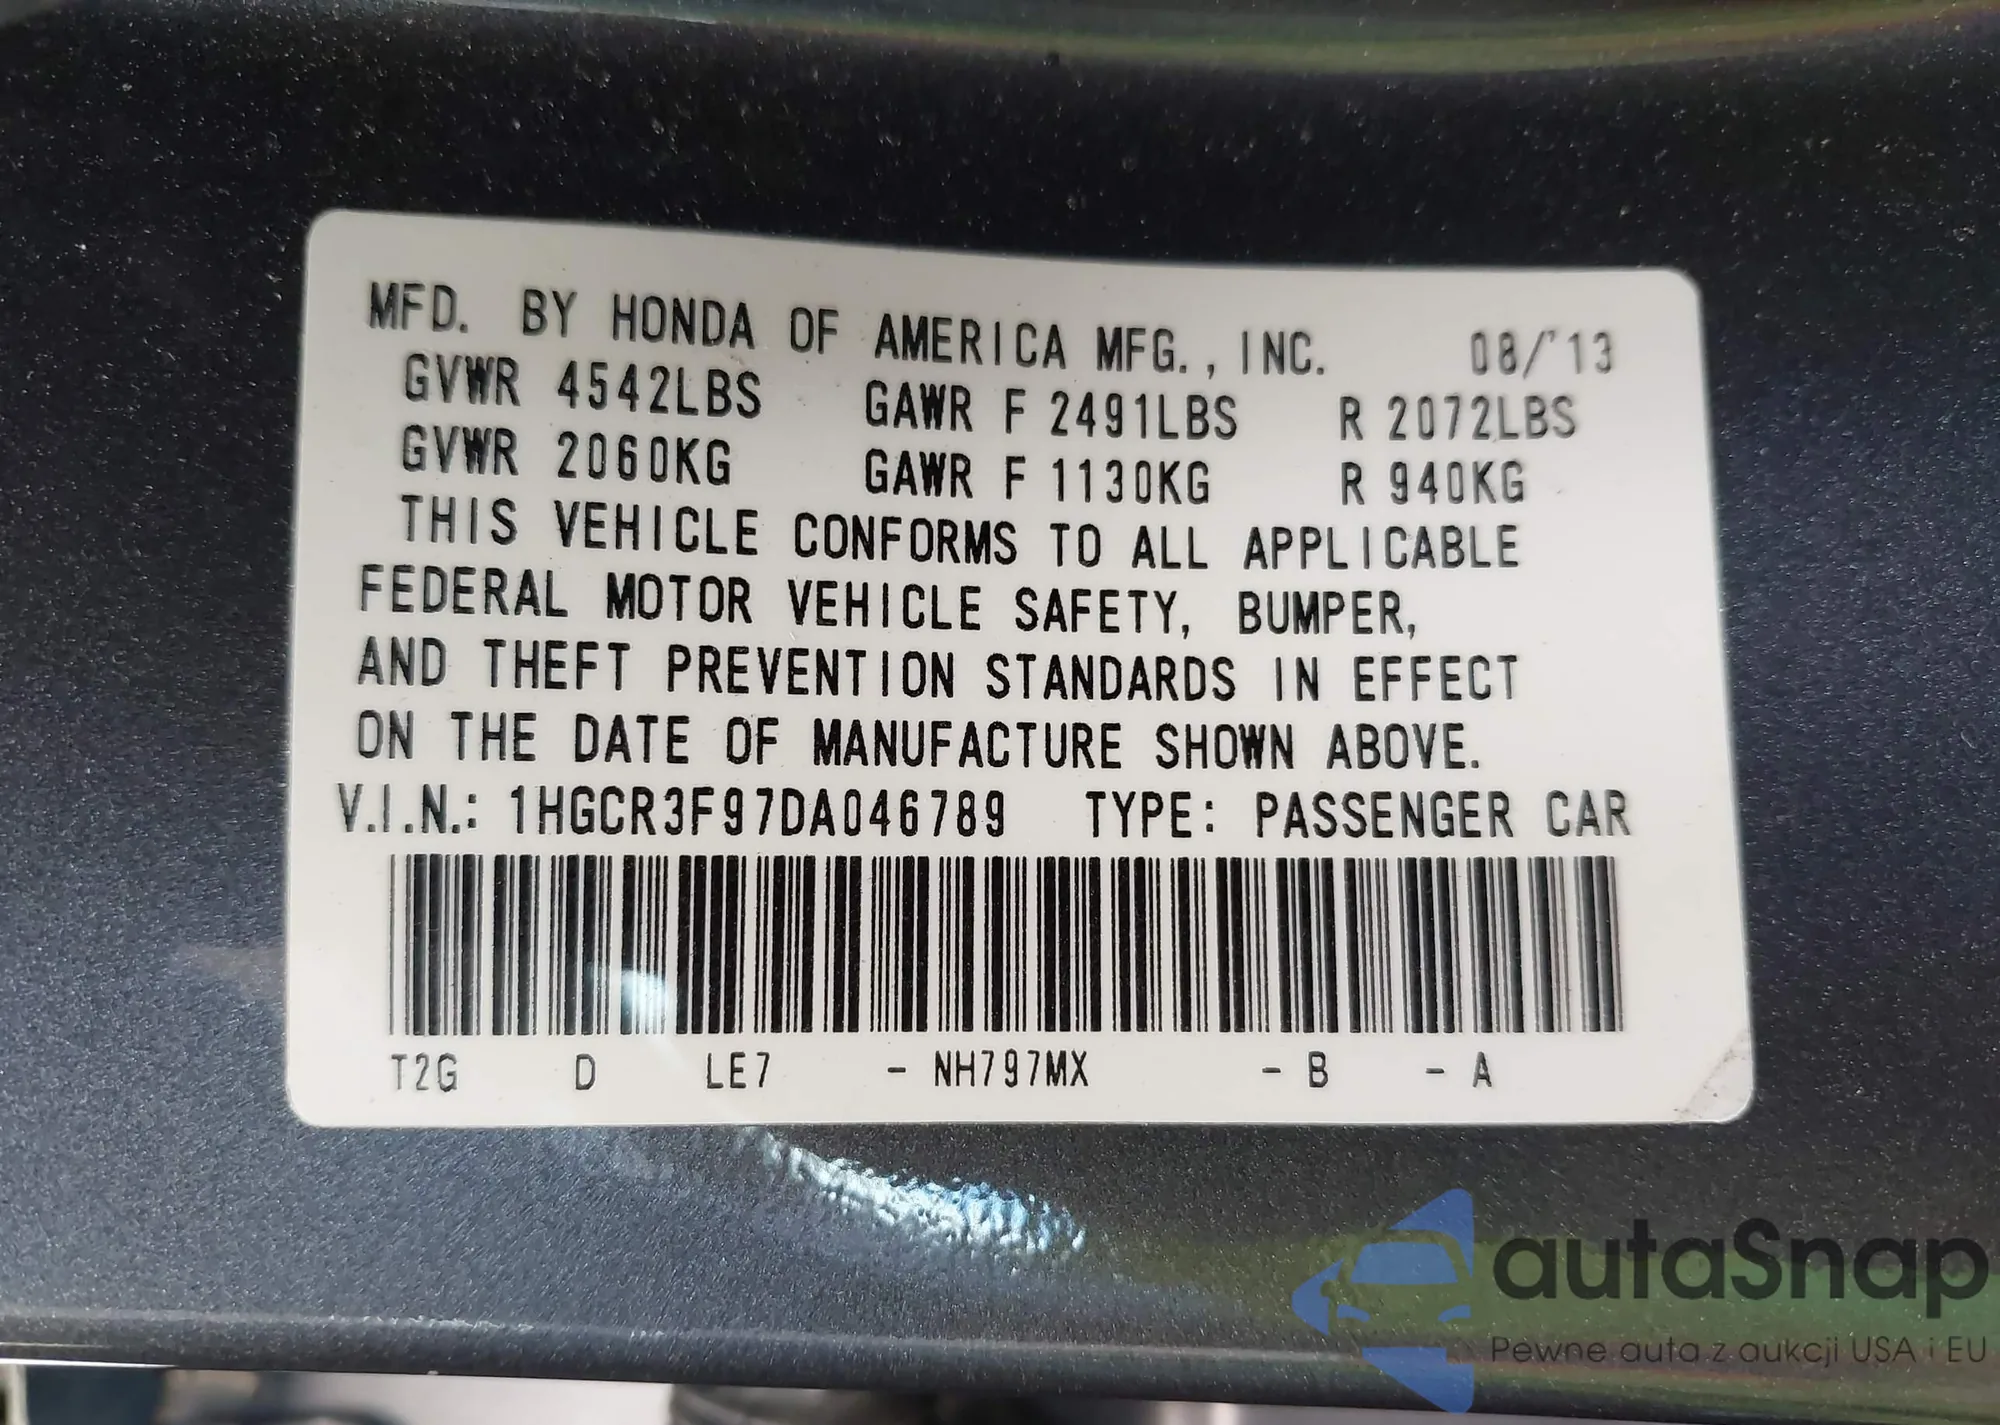 MFD. BY HONDA OF AMERICA MFG., INC. 08/'13
GVWR 4542LBS GAWR F 2491LBS R 2072LBS
GVWR 2060KG GAWR F 1130KG R 940KG
THIS VEHICLE CONFORMS TO ALL APPLICABLE
FEDERAL MOTOR VEHICLE SAFETY, BUMPER,
AND THEFT PREVENTION STANDARDS IN EFFECT
ON THE DATE OF MANUFACTURE SHOWN ABOVE.
V.I.N.: 1HGCR3F97DA046789 TYPE: PASSENGER CAR
T2G D LE7 - NH797MX - B - A
autaSnap
Pewne auta z aukcji USA i EU